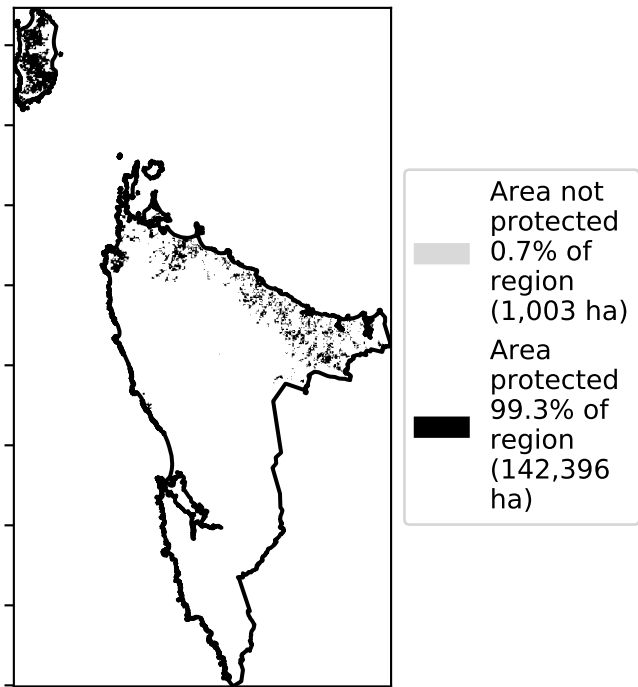 Area not
protected
0.7% of
region
(1,003 ha)
Area
protected
99.3% of
region
(142,396
ha)